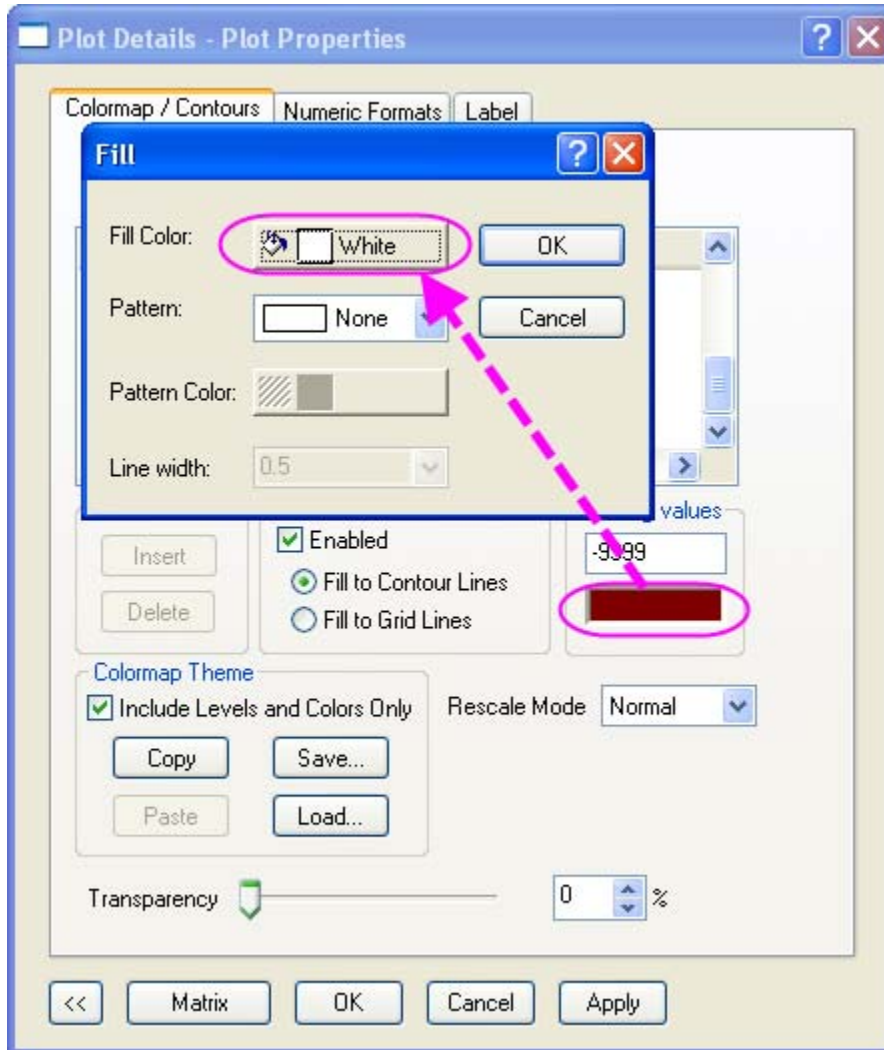 Plot Details - Plot Properties
Colormap / Contours Numeric Formats Label
Fill
Fill Color: White OK
Pattern: None Cancel
Pattern Color:
Line width: 0.5
values
Insert
Enabled
-9999
Fill to Contour Lines
Delete
Fill to Grid Lines
Colormap Theme
Include Levels and Colors Only
Rescale Mode Normal
Copy Save...
Paste Load...
Transparency 0 %
<< Matrix OK Cancel Apply